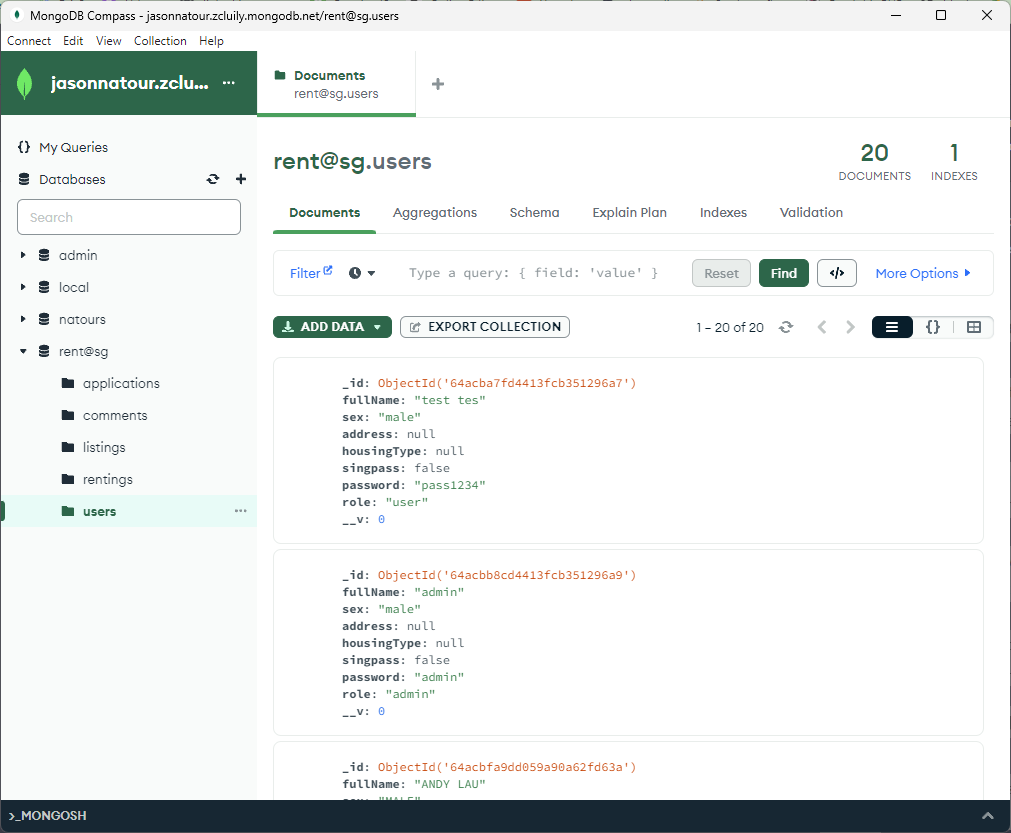 MongoDB Compass - jasonnatour.zcluily.mongodb.net/rent@sg.users
Connect Edit View Collection Help
jasonnatour.zclu... ...
Documents
rent@sg.users
+
{} My Queries
Databases
Search
admin
local
natours
rent@sg
applications
comments
listings
rentings
users ...
rent@sg.users
20
DOCUMENTS
1
INDEXES
Documents Aggregations Schema Explain Plan Indexes Validation
Filter Type a query: { field: 'value' } Reset Find </> More Options
ADD DATA EXPORT COLLECTION 1 – 20 of 20 {}
_id: ObjectId('64acba7fd4413fcb351296a7')
fullName: "test tes"
sex: "male"
address: null
housingType: null
singpass: false
password: "pass1234"
role: "user"
__v: 0
_id: ObjectId('64acbb8cd4413fcb351296a9')
fullName: "admin"
sex: "male"
address: null
housingType: null
singpass: false
password: "admin"
role: "admin"
__v: 0
_id: ObjectId('64acbfa9dd059a90a62fd63a')
fullName: "ANDY LAU"
sex: "MALE"
>_MONGOSH